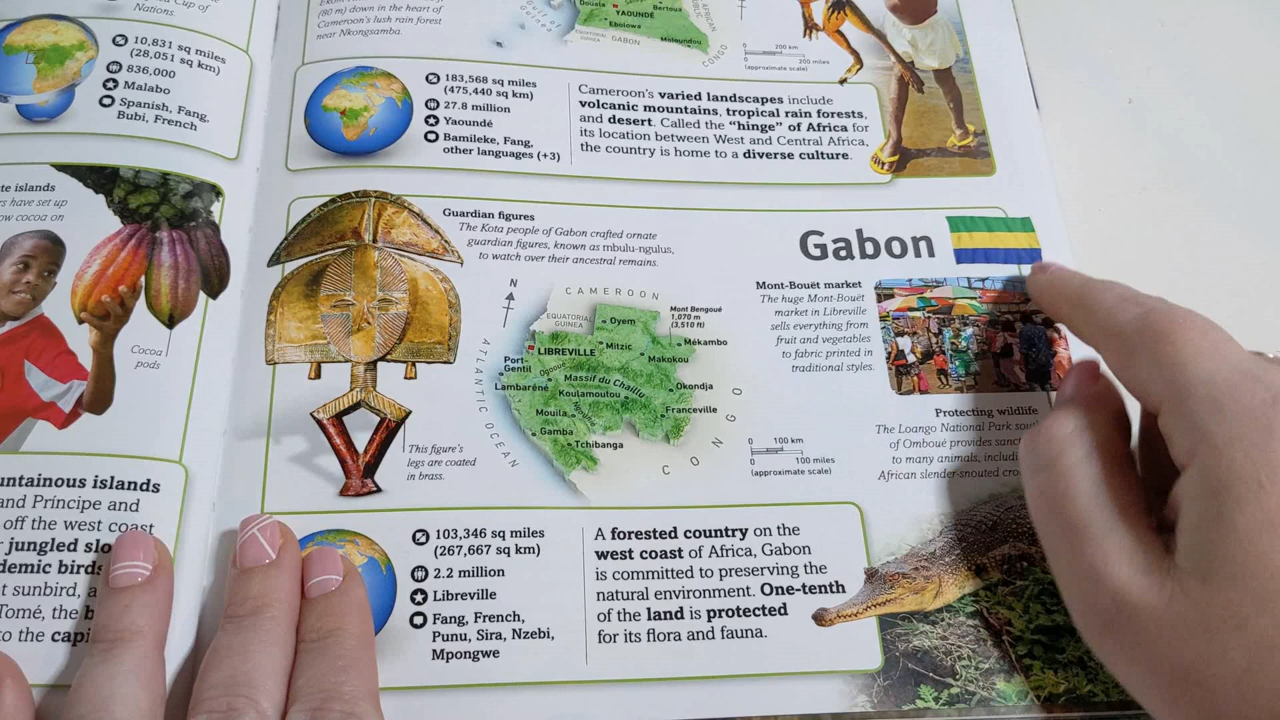 Cup of
Nations.
10,831 sq miles
(28,051 sq km)
836,000
Malabo
Spanish, Fang,
Bubi, French
te islands
rs have set up
ow cocoa on
Cocoa
pods
untainous islands
and Príncipe and
off the west coast
jungled slo
demic birds
t sunbird, a
Tomé, the b
to the capi
(80 m) down in the heart of
Cameroon's lush rain forest
near Nkongsamba.
Douala
YAOUNDÉ
Bertoua
Ebolowa
Moloundou
EQUATORIAL
GUINEA
GABON
CONGO
AFRICAN
200 km
200 miles
(approximate scale)
183,568 sq miles
(475,440 sq km)
27.8 million
Yaoundé
Bamileke, Fang,
other languages (+3)
Cameroon's varied landscapes include
volcanic mountains, tropical rain forests,
and desert. Called the “hinge” of Africa for
its location between West and Central Africa,
the country is home to a diverse culture.
Guardian figures
The Kota people of Gabon crafted ornate
guardian figures, known as mbulu-ngulus,
to watch over their ancestral remains.
This figure's
legs are coated
in brass.
Gabon
N
CAMEROON
EQUATORIAL
GUINEA
Mont Bengoué
1,070 m
(3,510 ft)
Oyem
LIBREVILLE
Mitzic
Mékambo
Makokou
Port-
Gentil
Ogooué
Lambaréné
Massif du Chaillu
Okondja
Koulamoutou
Mouila
Ngounié
Franceville
Gamba
Tchibanga
ATLANTIC OCEAN
CONGO
100 km
100 miles
(approximate scale)
Mont-Bouët market
The huge Mont-Bouët
market in Libreville
sells everything from
fruit and vegetables
to fabric printed in
traditional styles.
Protecting wildlife
The Loango National Park sou
of Omboué provides sanct
to many animals, includi
African slender-snouted cro
103,346 sq miles
(267,667 sq km)
2.2 million
Libreville
Fang, French,
Punu, Sira, Nzebi,
Mpongwe
A forested country on the
west coast of Africa, Gabon
is committed to preserving the
natural environment. One-tenth
of the land is protected
for its flora and fauna.